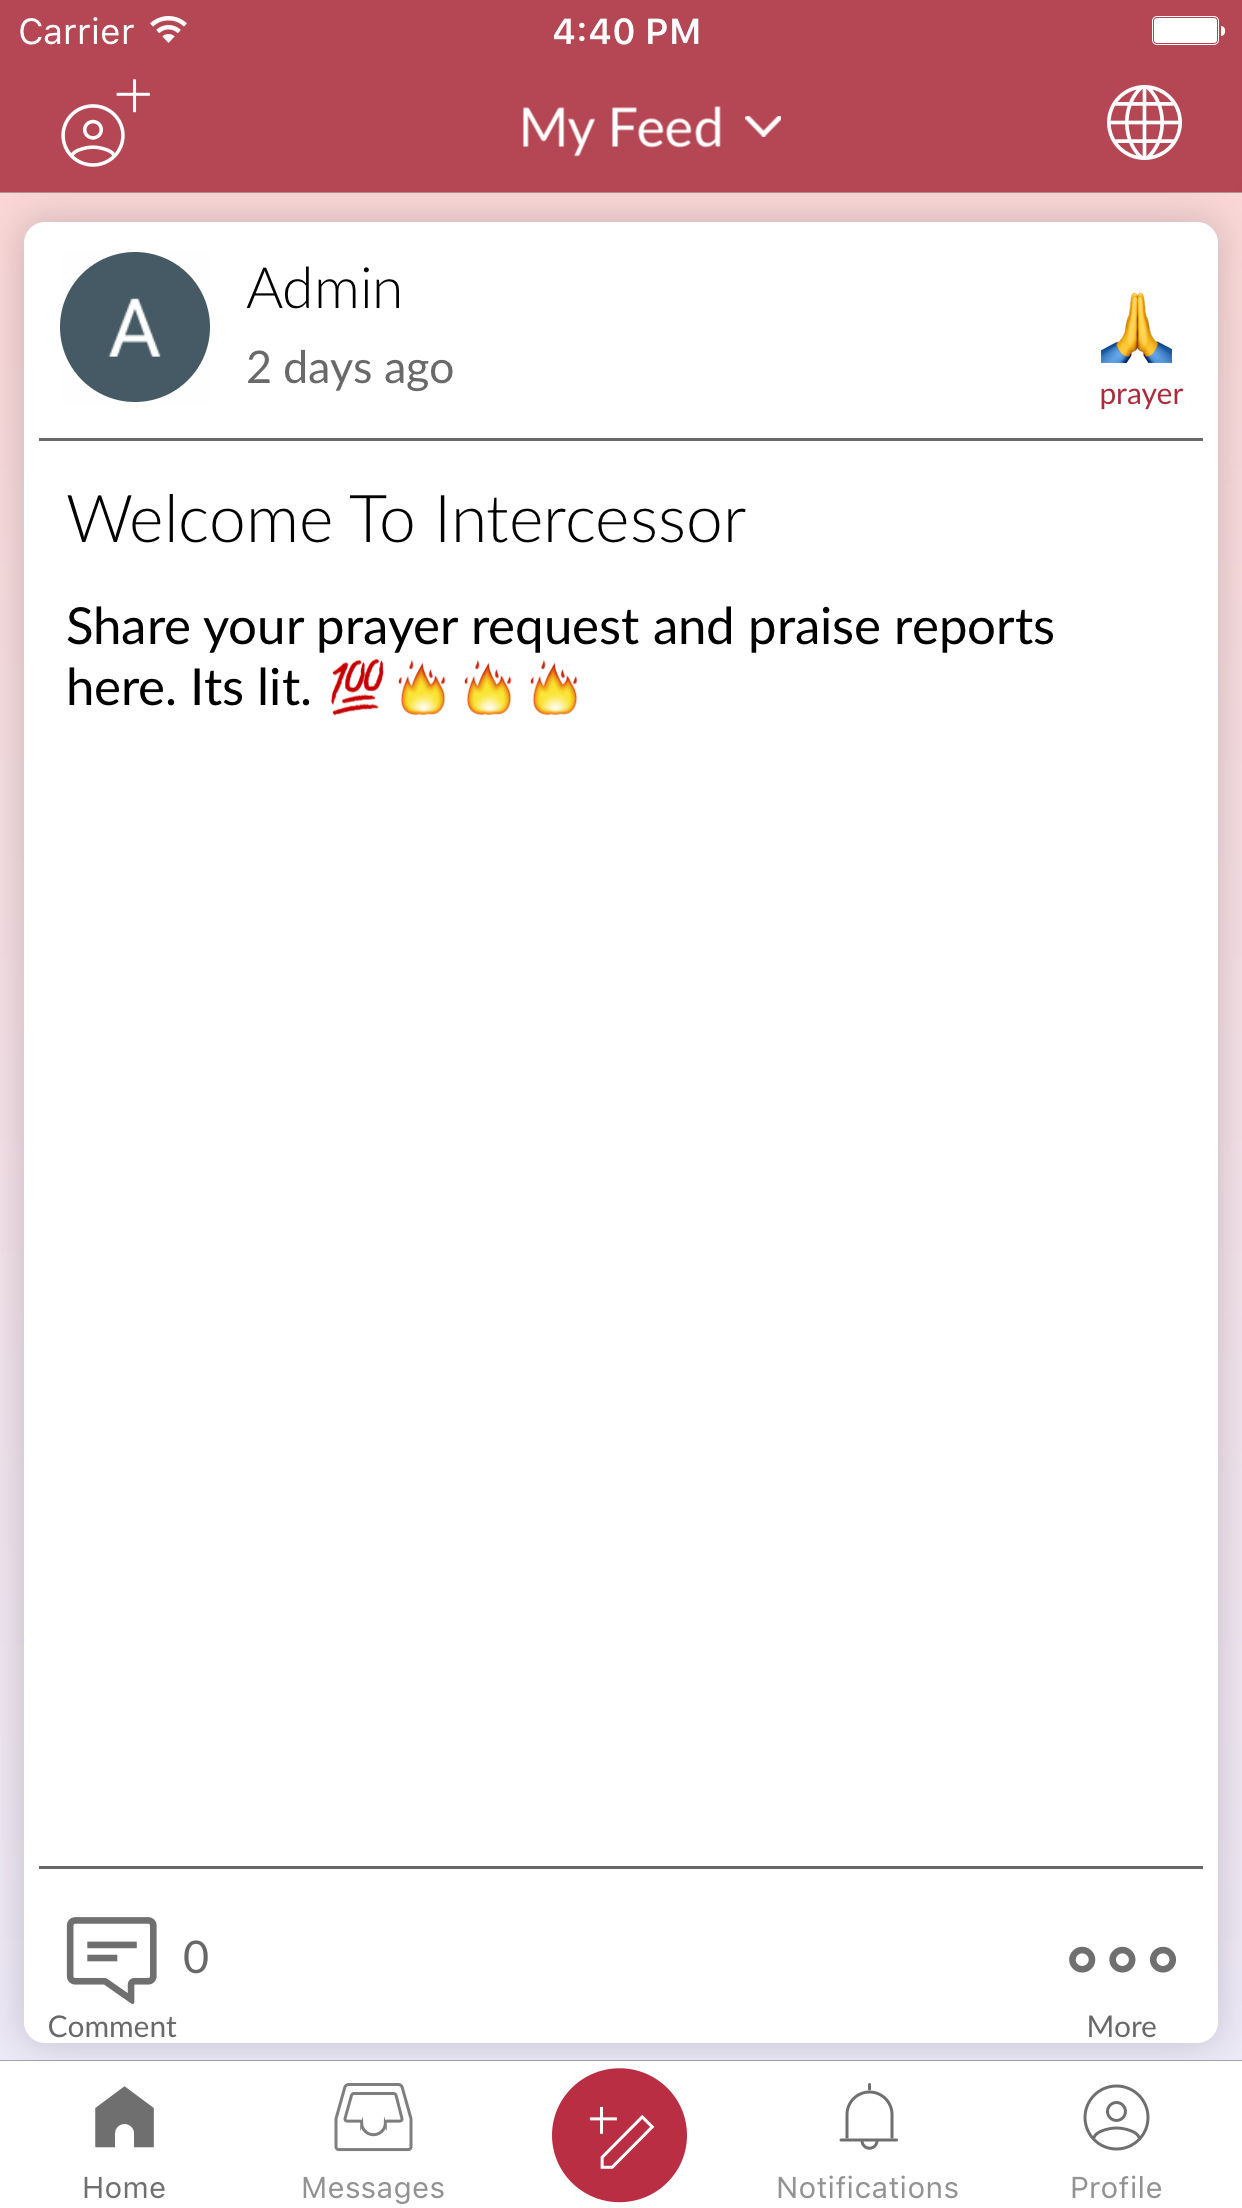 Carrier 4:40 PM
My Feed
A
Admin
2 days ago
🙏
prayer
Welcome To Intercessor
Share your prayer request and praise reports
here. Its lit. 💯🔥🔥🔥
0
Comment
More
Home Messages Notifications Profile